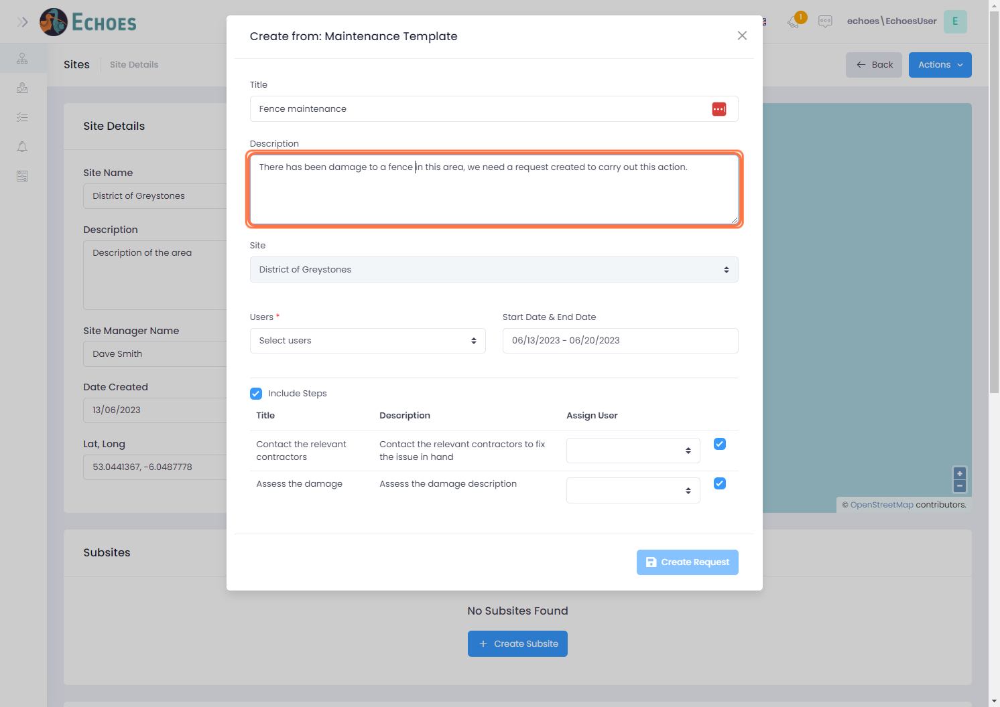 ECHOES
1
echoes\EchoesUser
E
Sites
Site Details
Back
Actions
Site Details
Site Name
District of Greystones
Description
Description of the area
Site Manager Name
Dave Smith
Date Created
13/06/2023
Lat, Long
53.0441367, -6.0487778
Create from: Maintenance Template
Title
Fence maintenance
Description
There has been damage to a fence in this area, we need a request created to carry out this action.
Site
District of Greystones
Users *
Select users
Start Date & End Date
06/13/2023 - 06/20/2023
Include Steps
Title Description Assign User
Contact the relevant
contractors
Contact the relevant contractors to fix
the issue in hand
Assess the damage
Assess the damage description
Create Request
+
−
© OpenStreetMap contributors.
Subsites
No Subsites Found
+ Create Subsite